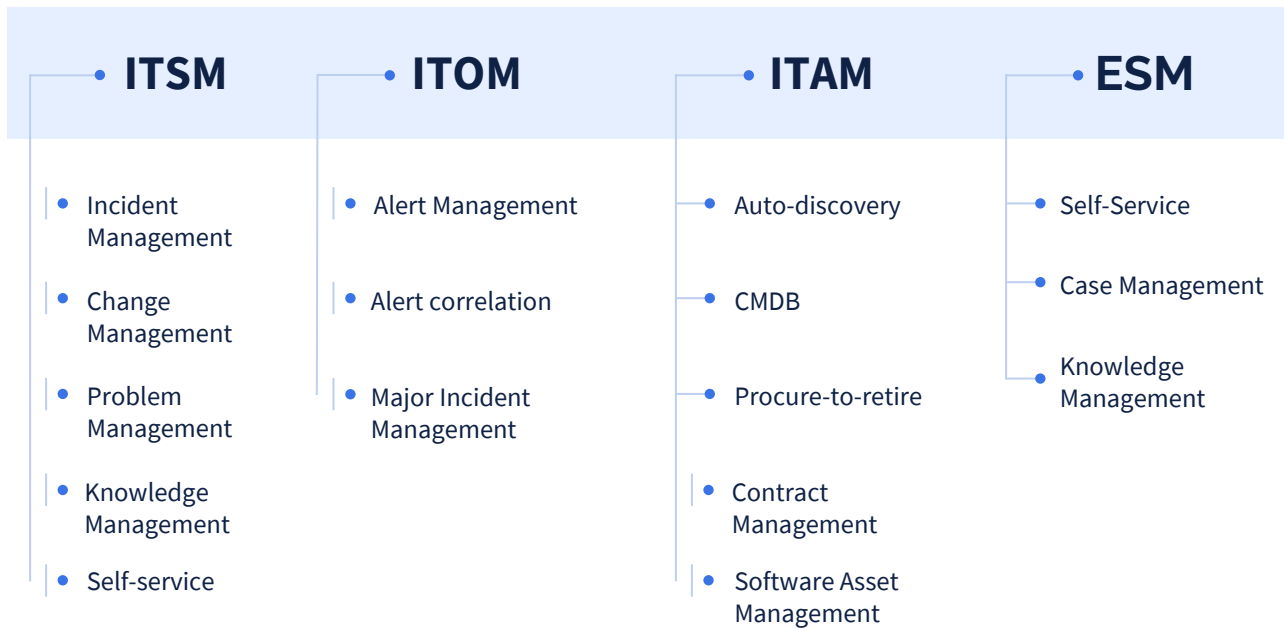 ITSM
Incident
Management
Change
Management
Problem
Management
Knowledge
Management
Self-service
ITOM
Alert Management
Alert correlation
Major Incident
Management
ITAM
Auto-discovery
CMDB
Procure-to-retire
Contract
Management
Software Asset
Management
ESM
Self-Service
Case Management
Knowledge
Management